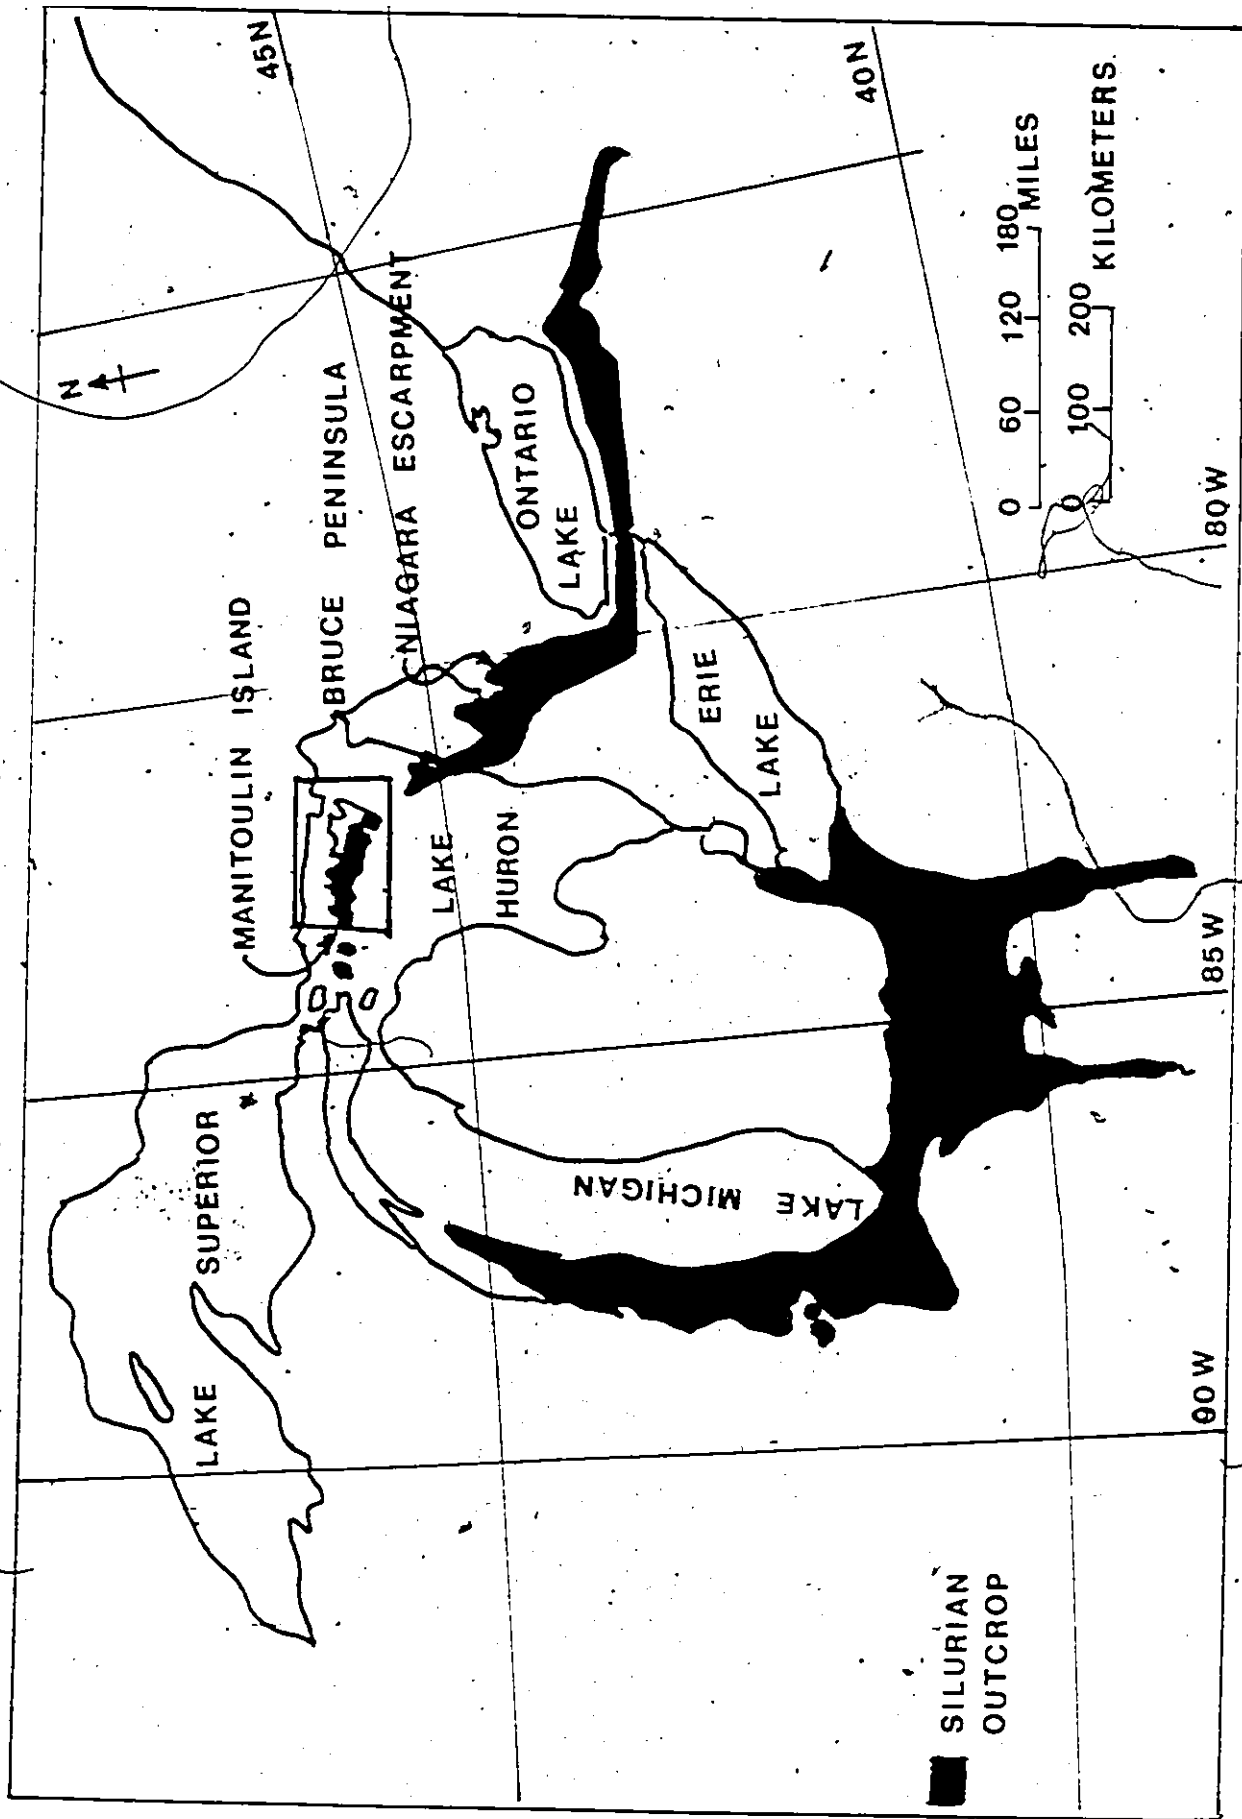 N
45N
MANITOULIN ISLAND
BRUCE PENINSULA
NIAGARA ESCARPMENT
LAKE SUPERIOR
LAKE
HURON
LAKE ONTARIO
LAKE ERIE
LAKE MICHIGAN
40N
0 60 120 180
MILES
0 100 200
KILOMETERS.
SILURIAN
OUTCROP
90W
85W
80W